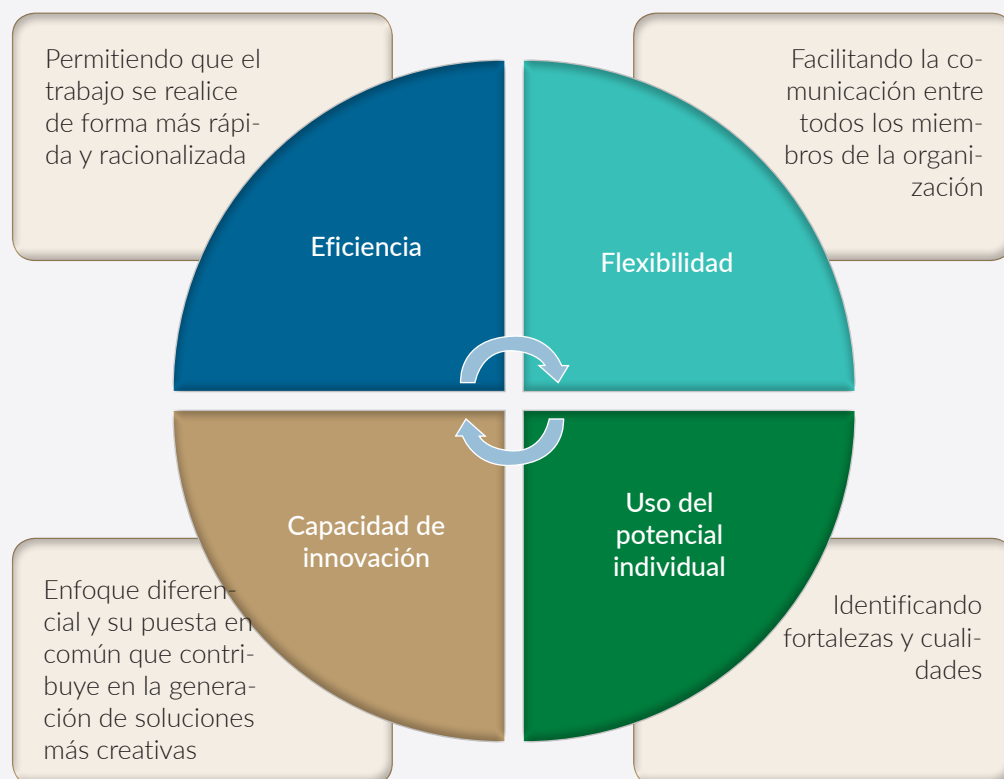 Permitiendo que el
trabajo se realice
de forma más rápi-
da y racionalizada
Facilitando la co-
municación entre
todos los miem-
bros de la organi-
zación
Eficiencia
Flexibilidad
Capacidad de
innovación
Uso del
potencial
individual
Enfoque diferen-
cial y su puesta en
común que contri-
buye en la genera-
ción de soluciones
más creativas
Identificando
fortalezas y cuali-
dades